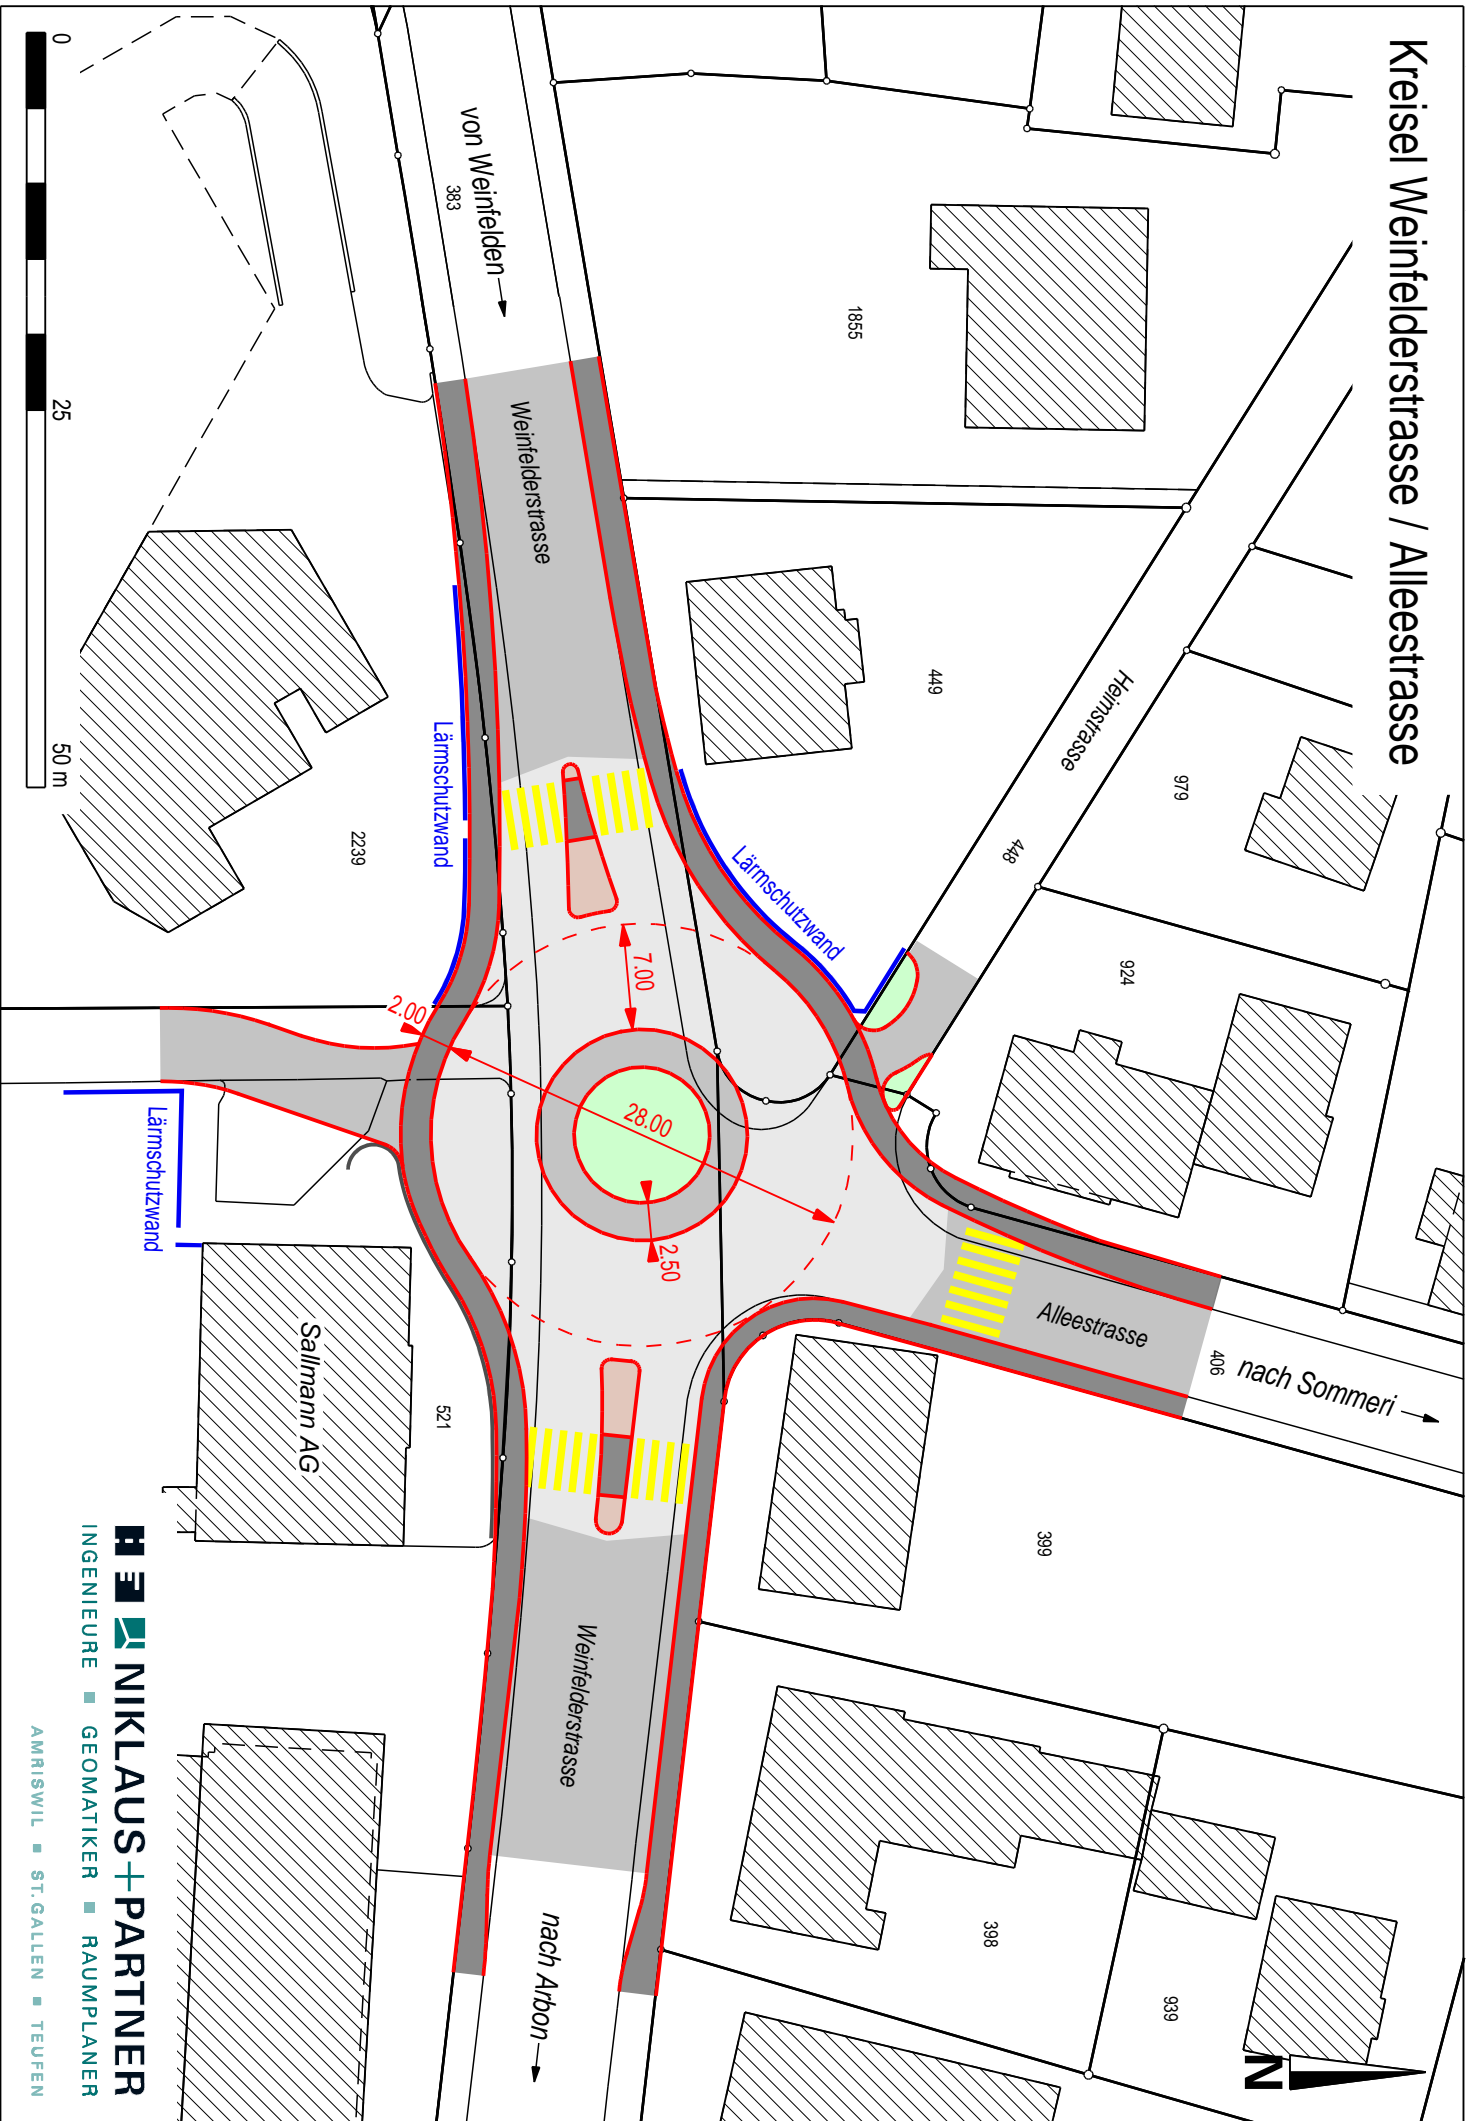 Kreisel Weinfelderstrasse / Alleestrasse
N
979
939
Heimstrasse
448
924
nach Sommeri
406
Alleestrasse
399
398
1855
449
Lärmschutzwand
7.00
28.00
2.50
2.00
von Weinfelden
383
Weinfelderstrasse
Weinfelderstrasse
nach Arbon
Lärmschutzwand
2239
521
Sallmann AG
Lärmschutzwand
0
25
50 m
NIKLAUS+PARTNER
INGENIEURE ■ GEOMATIKER ■ RAUMPLANER
AMRISWIL ■ ST.GALLEN ■ TEUFEN